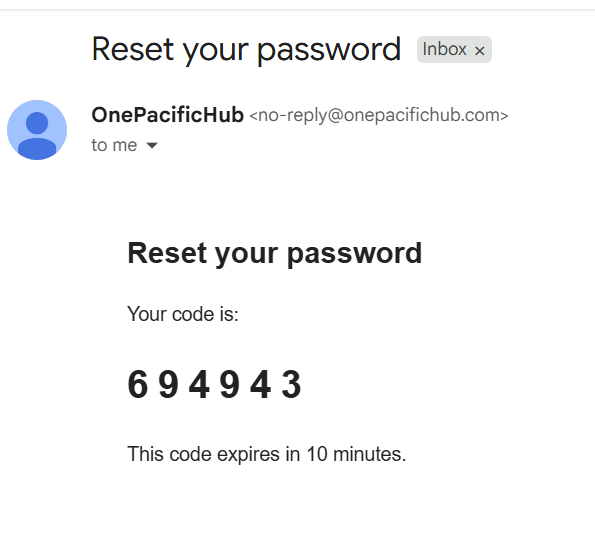 Reset your password Inbox ×
OnePacificHub <no-reply@onepacifichub.com>
to me
Reset your password
Your code is:
6 9 4 9 4 3
This code expires in 10 minutes.